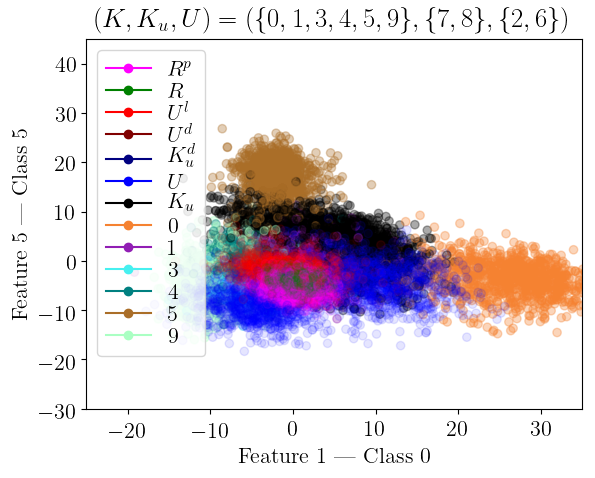 (K, K_u, U) = ({0, 1, 3, 4, 5, 9}, {7, 8}, {2, 6})
R^p
R
U^l
U^d
K_u^d
U
K_u
0
1
3
4
5
9
40
30
20
10
0
−10
−20
−30
Feature 5 — Class 5
−20 −10 0 10 20 30
Feature 1 — Class 0